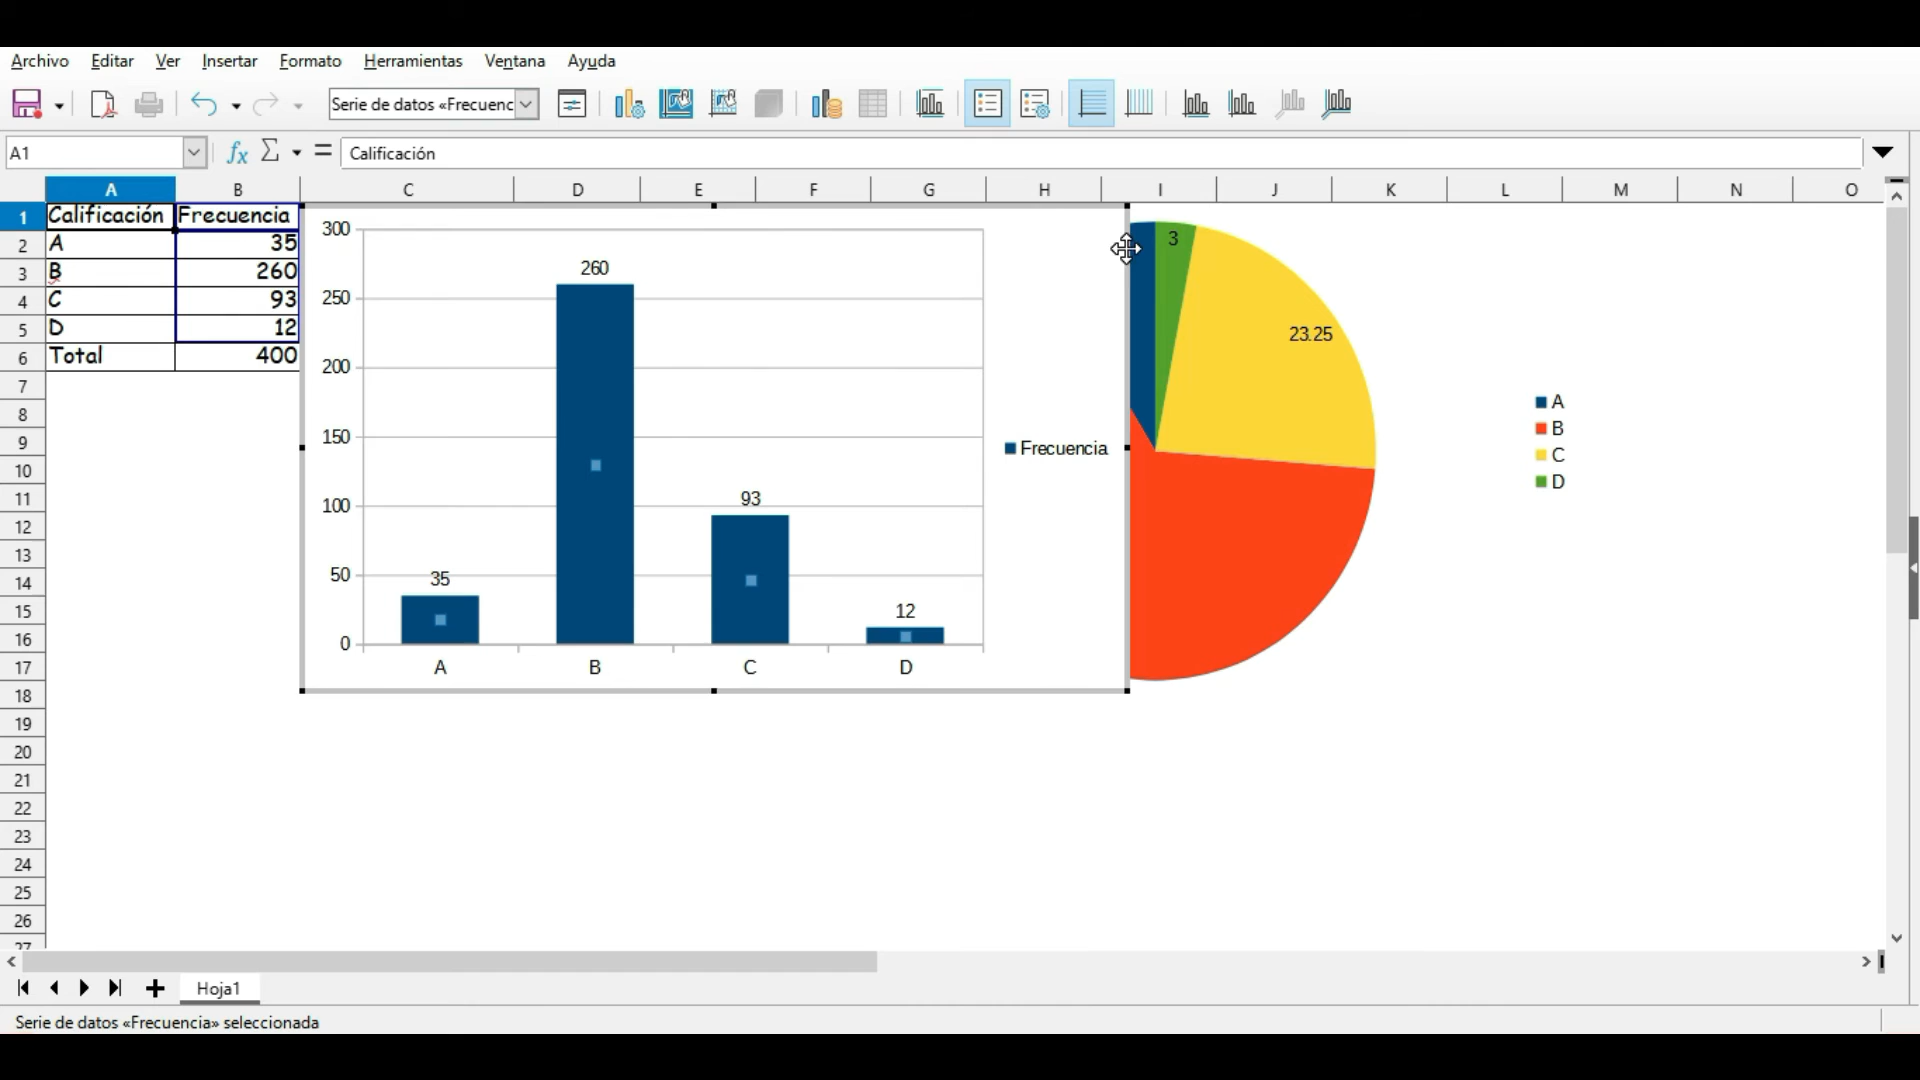 Archivo Editar Ver Insertar Formato Herramientas Ventana Ayuda
Serie de datos «Frecuenc
A1 Calificación
A B C D E F G H I J K L M N O
1 Calificación Frecuencia
2 A 35
3 B 260
4 C 93
5 D 12
6 Total 400
7
8
9
10
11
12
13
14
15
16
17
18
19
20
21
22
23
24
25
26
27
300
250
200
150
100
50
0
35
260
93
12
A B C D
Frecuencia
3
23.25
A
B
C
D
Hoja1
Serie de datos «Frecuencia» seleccionada